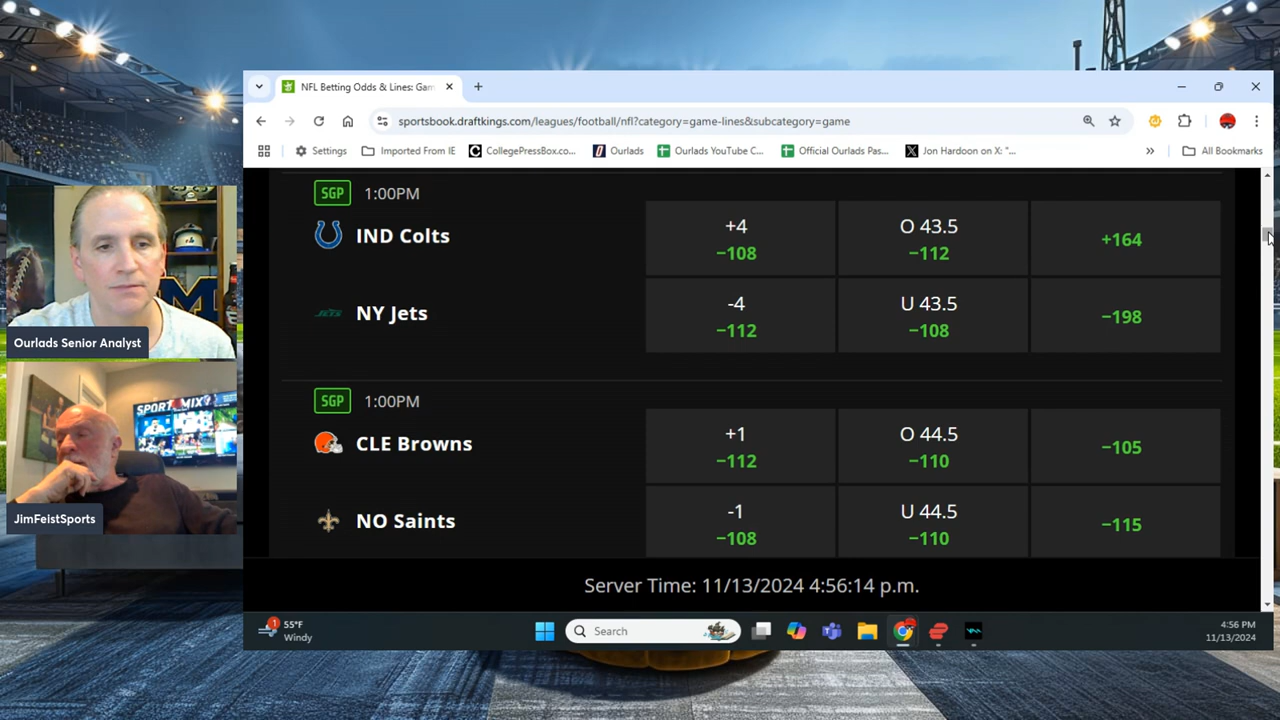 NFL Betting Odds & Lines: Gam
sportsbook.draftkings.com/leagues/football/nfl?category=game-lines&subcategory=game
Settings
Imported From IE
CollegePressBox.co...
Ourlads
Ourlads YouTube C...
Official Ourlads Pas...
Jon Hardoon on X: "...
All Bookmarks
SGP 1:00PM
IND Colts
+4
−108
O 43.5
−112
+164
NY Jets
-4
−112
U 43.5
−108
−198
SGP 1:00PM
CLE Browns
+1
−112
O 44.5
−110
−105
NO Saints
-1
−108
U 44.5
−110
−115
Server Time: 11/13/2024 4:56:14 p.m.
Ourlads Senior Analyst
SPORT MIX
JimFeistSports
1
55°F
Windy
Search
4:56 PM
11/13/2024